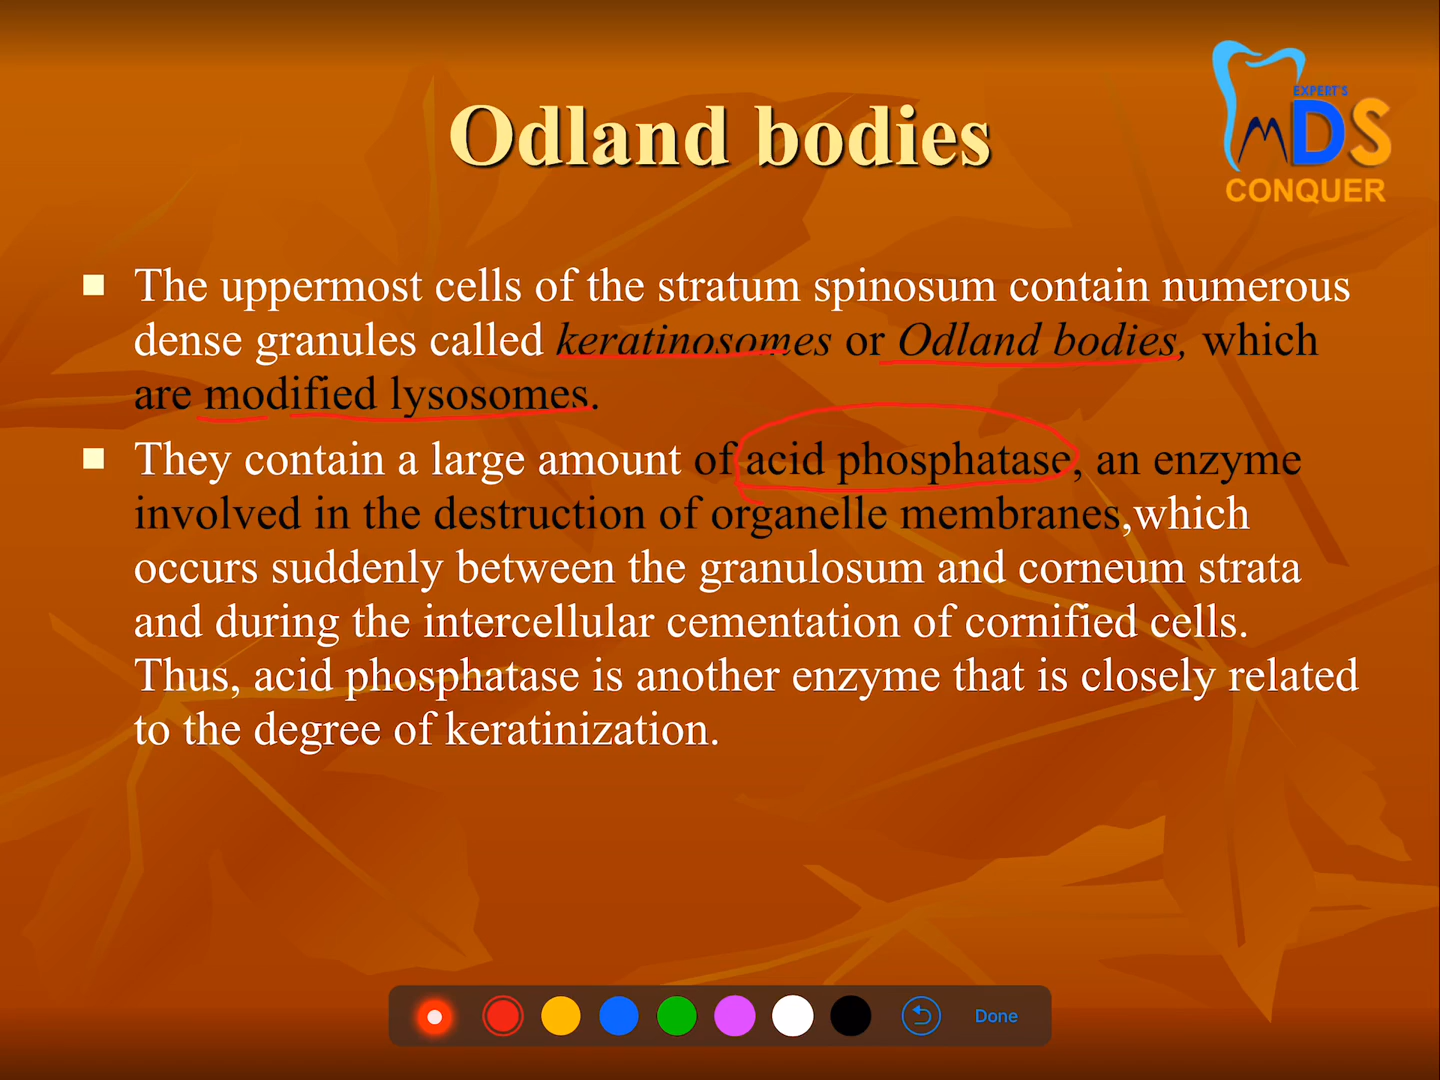 EXPERT'S
MDS
CONQUER
Odland bodies
The uppermost cells of the stratum spinosum contain numerous
dense granules called keratinosomes or Odland bodies, which
are modified lysosomes.
They contain a large amount of acid phosphatase, an enzyme
involved in the destruction of organelle membranes,which
occurs suddenly between the granulosum and corneum strata
and during the intercellular cementation of cornified cells.
Thus, acid phosphatase is another enzyme that is closely related
to the degree of keratinization.
Done